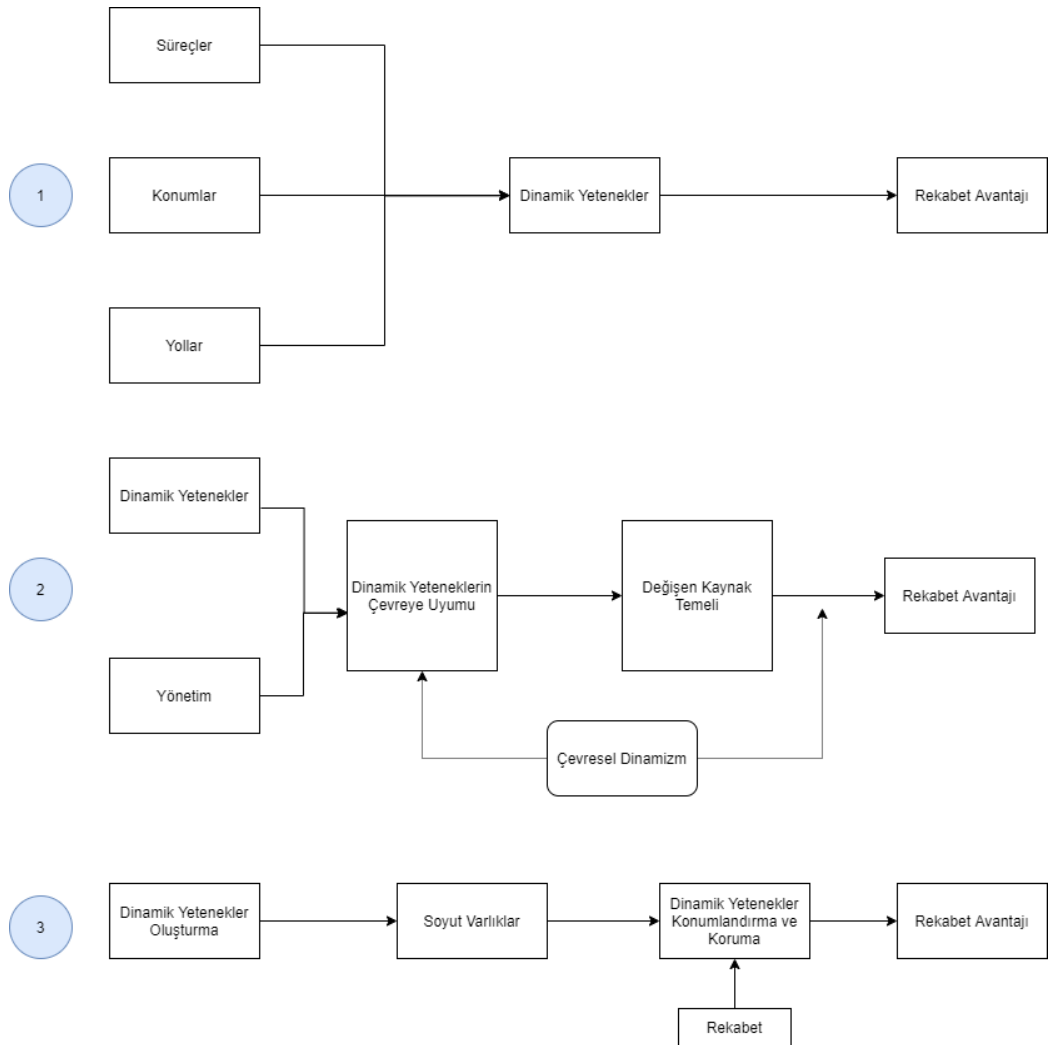 Süreçler
1
Konumlar
Dinamik Yetenekler
Rekabet Avantajı
Yollar
Dinamik Yetenekler
2
Dinamik Yeteneklerin
Çevreye Uyumu
Değişen Kaynak
Temeli
Rekabet Avantajı
Yönetim
Çevresel Dinamizm
3
Dinamik Yetenekler
Oluşturma
Soyut Varlıklar
Dinamik Yetenekler
Konumlandırma ve
Koruma
Rekabet Avantajı
Rekabet